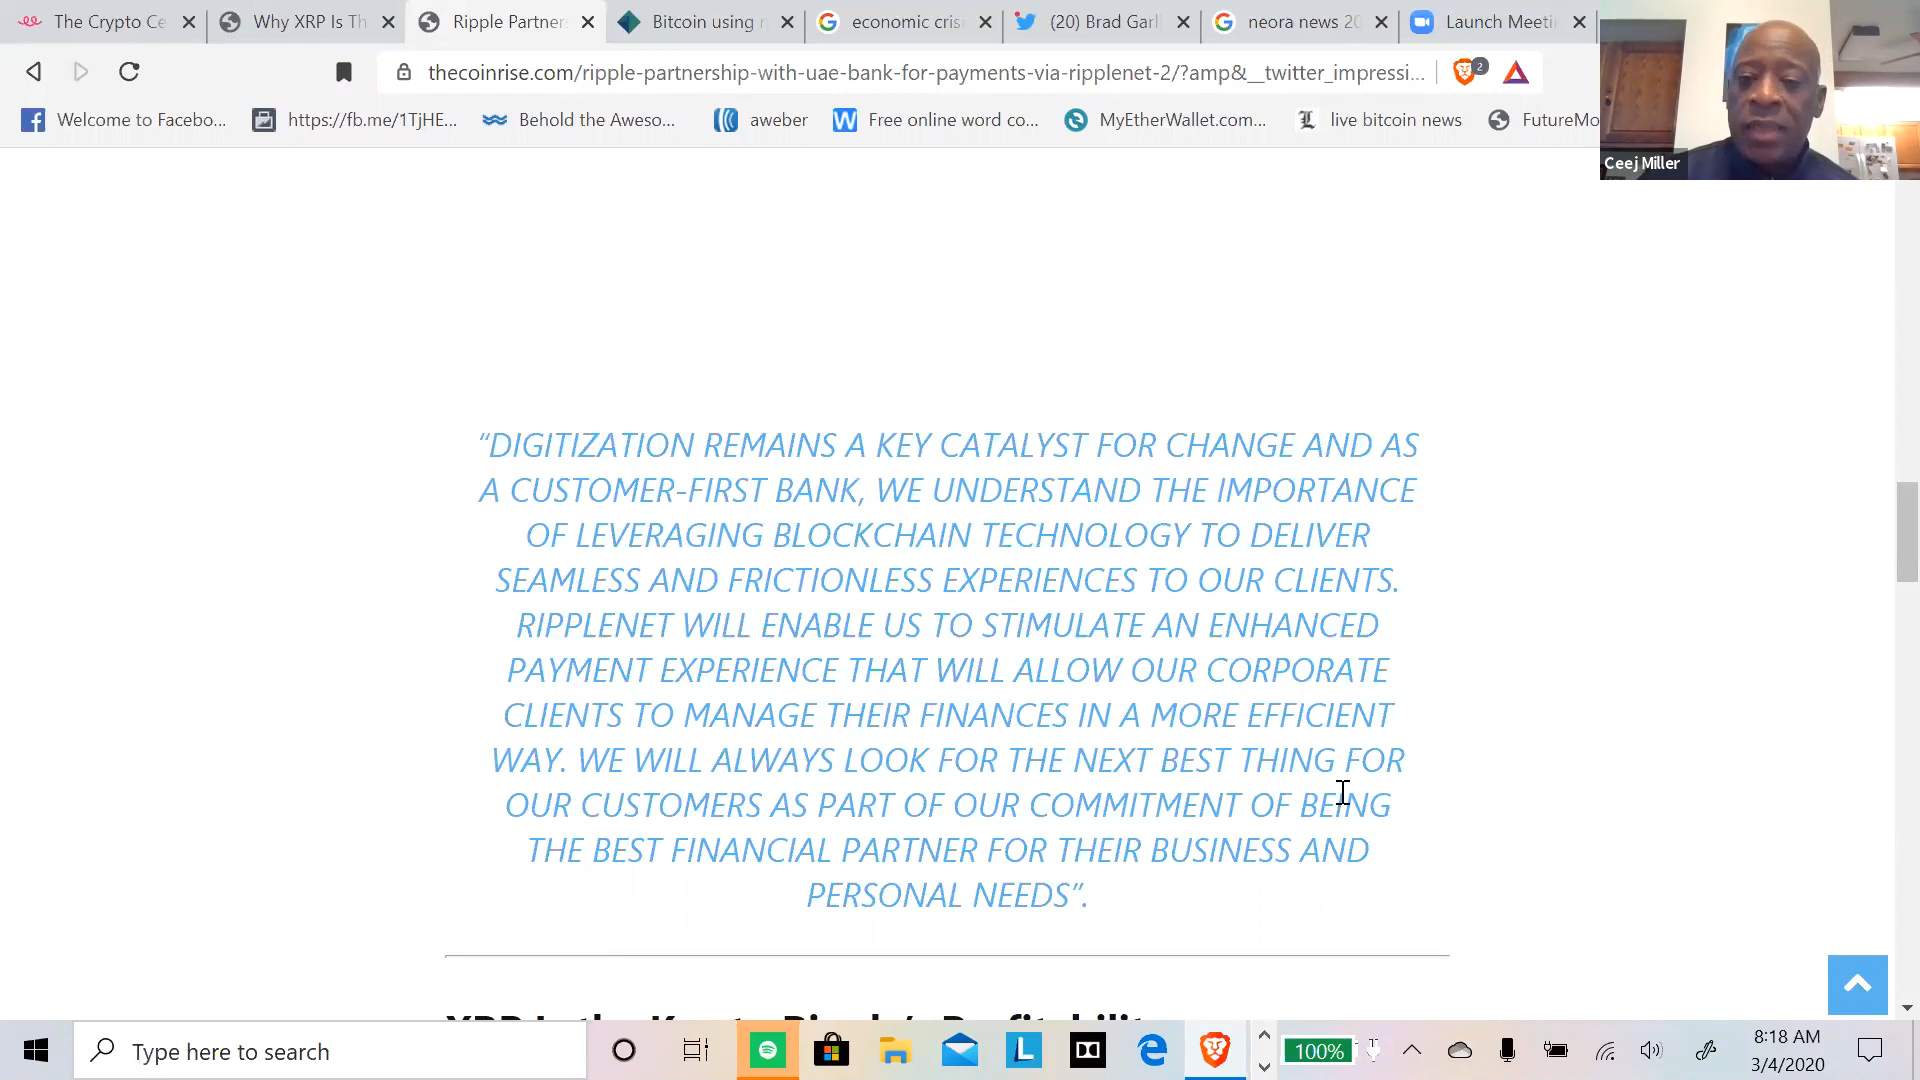 The Crypto Ce
Why XRP Is Th
Ripple Partner
Bitcoin using r
economic cris
(20) Brad Garli
neora news 20
Launch Meeti
thecoinrise.com/ripple-partnership-with-uae-bank-for-payments-via-ripplenet-2/?amp&__twitter_impressi...
2
Welcome to Facebo...
https://fb.me/1TjHE...
Behold the Aweso...
aweber
Free online word co...
MyEtherWallet.com...
live bitcoin news
FutureMo
Ceej Miller
“DIGITIZATION REMAINS A KEY CATALYST FOR CHANGE AND AS
A CUSTOMER-FIRST BANK, WE UNDERSTAND THE IMPORTANCE
OF LEVERAGING BLOCKCHAIN TECHNOLOGY TO DELIVER
SEAMLESS AND FRICTIONLESS EXPERIENCES TO OUR CLIENTS.
RIPPLENET WILL ENABLE US TO STIMULATE AN ENHANCED
PAYMENT EXPERIENCE THAT WILL ALLOW OUR CORPORATE
CLIENTS TO MANAGE THEIR FINANCES IN A MORE EFFICIENT
WAY. WE WILL ALWAYS LOOK FOR THE NEXT BEST THING FOR
OUR CUSTOMERS AS PART OF OUR COMMITMENT OF BEING
THE BEST FINANCIAL PARTNER FOR THEIR BUSINESS AND
PERSONAL NEEDS”.
Type here to search
100%
8:18 AM
3/4/2020